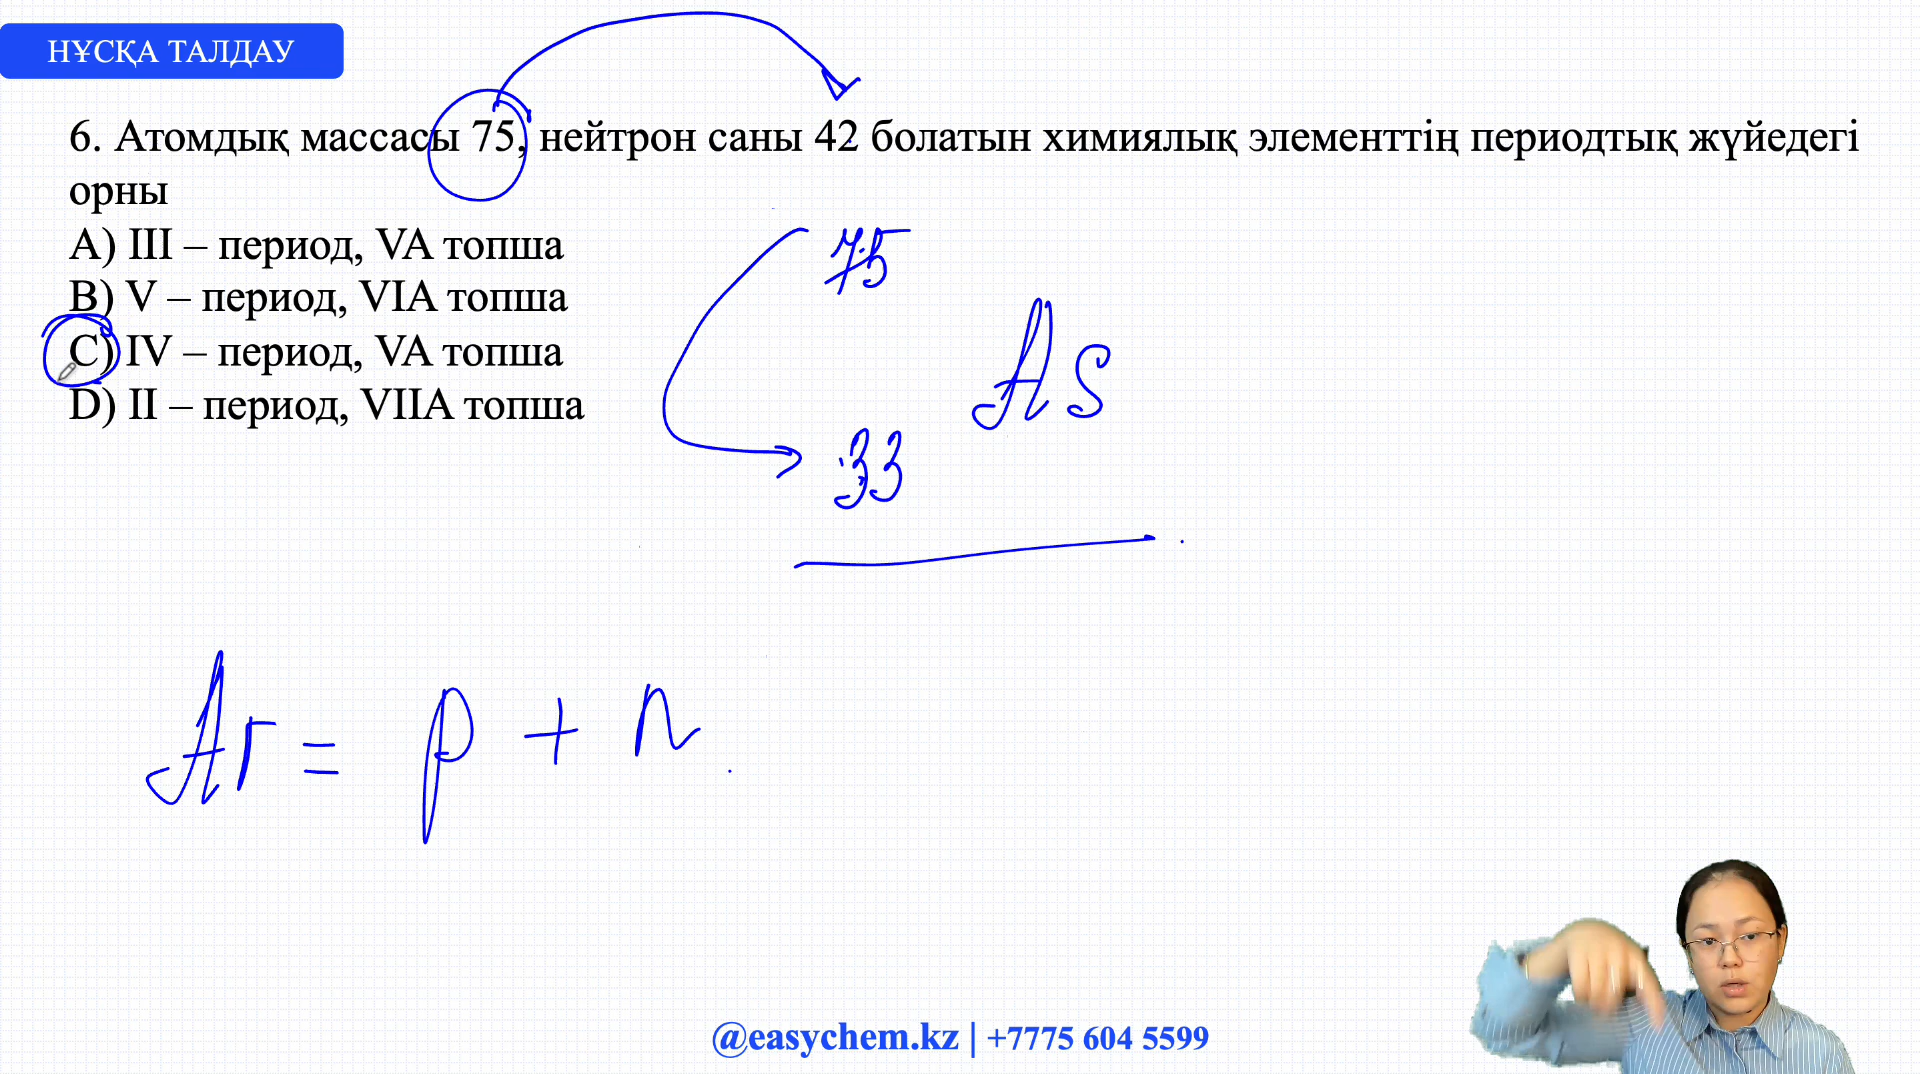 НҰСҚА ТАЛДАУ
6. Атомдық массасы 75, нейтрон саны 42 болатын химиялық элементтің периодтық жүйедегі
орны
A) III – период, VA топша
B) V – период, VIA топша
C) IV – период, VA топша
D) II – период, VIIA топша
75
As
33
Ar = p + n
@easychem.kz | +7775 604 5599